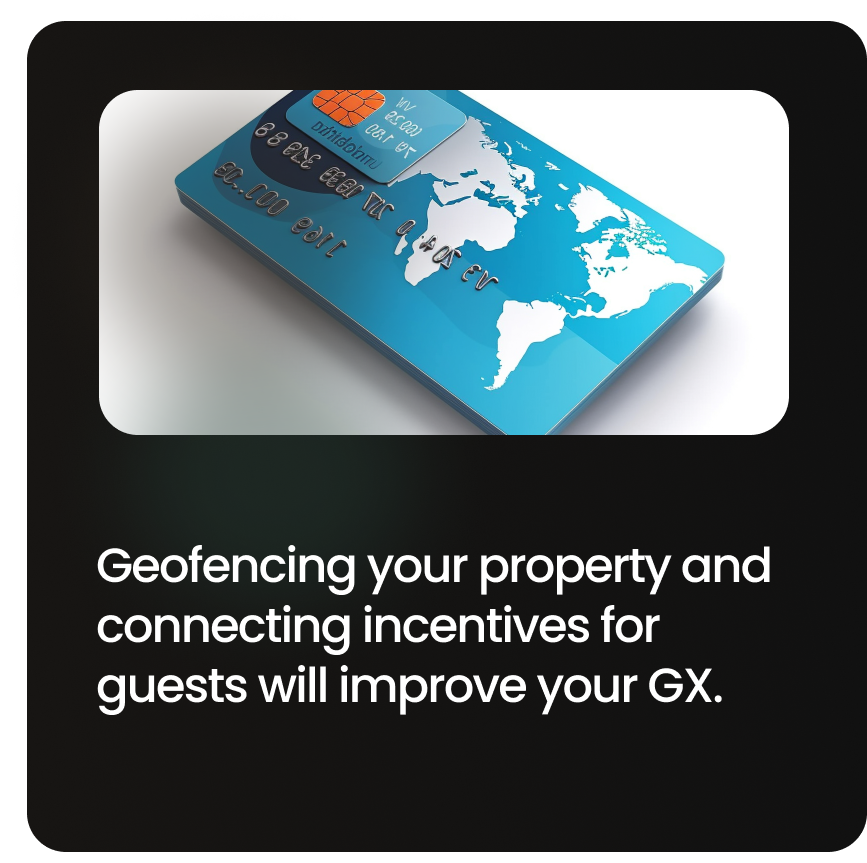 Geofencing your property and
connecting incentives for
guests will improve your GX.